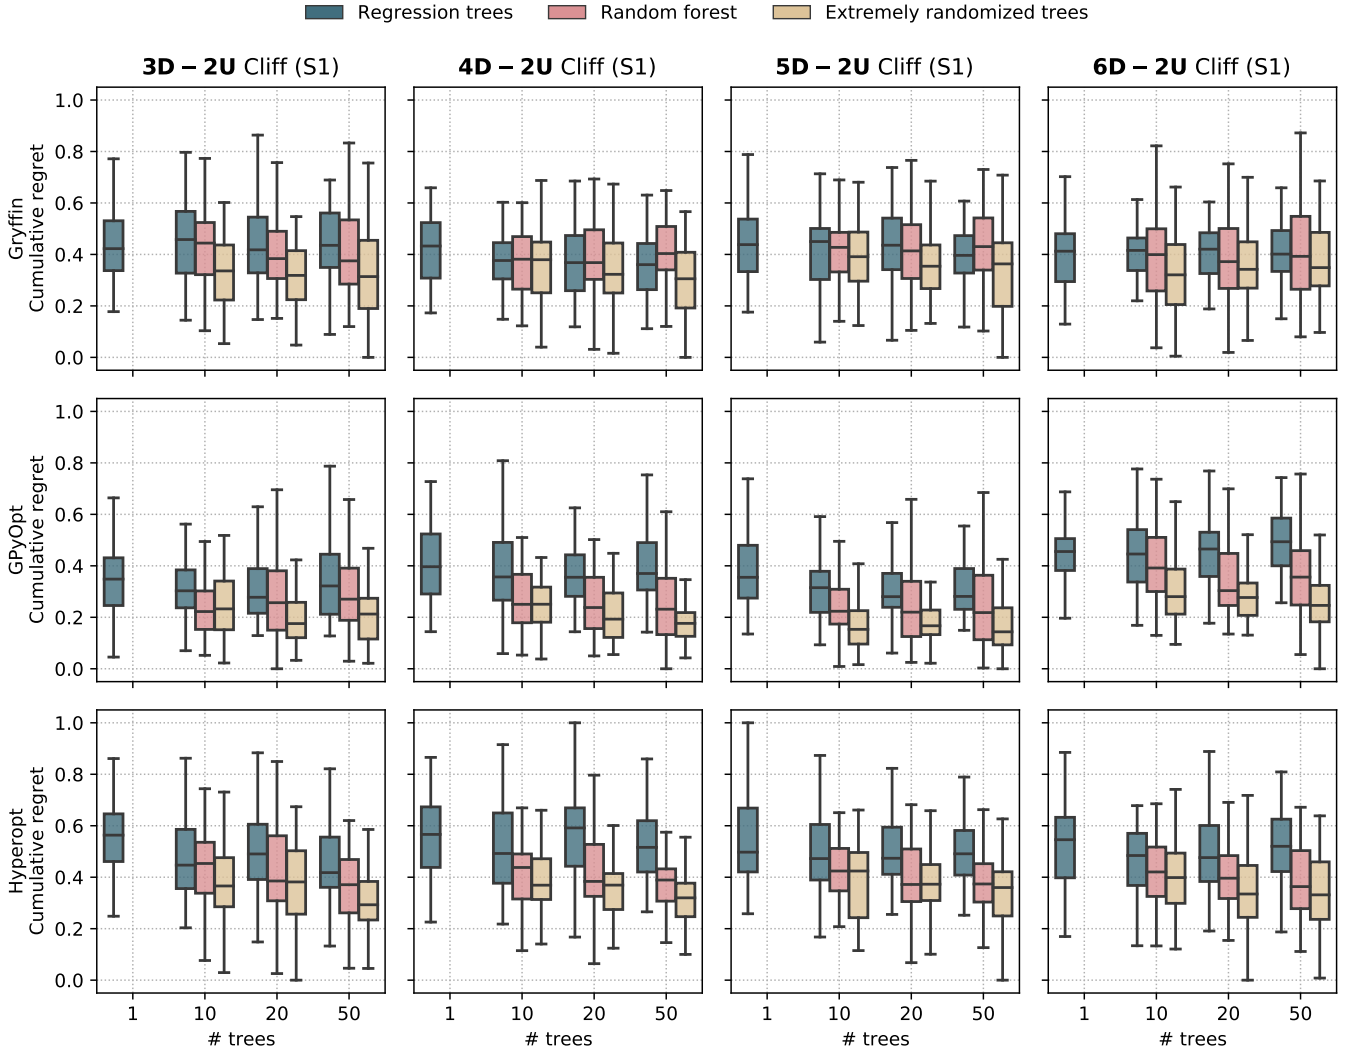 Regression trees Random forest Extremely randomized trees
3D − 2U Cliff (S1) 4D − 2U Cliff (S1) 5D − 2U Cliff (S1) 6D − 2U Cliff (S1)
Gryffin
Cumulative regret
1.0
0.8
0.6
0.4
0.2
0.0
GPyOpt
Cumulative regret
1.0
0.8
0.6
0.4
0.2
0.0
Hyperopt
Cumulative regret
1.0
0.8
0.6
0.4
0.2
0.0
1 10 20 50 1 10 20 50 1 10 20 50 1 10 20 50
# trees # trees # trees # trees